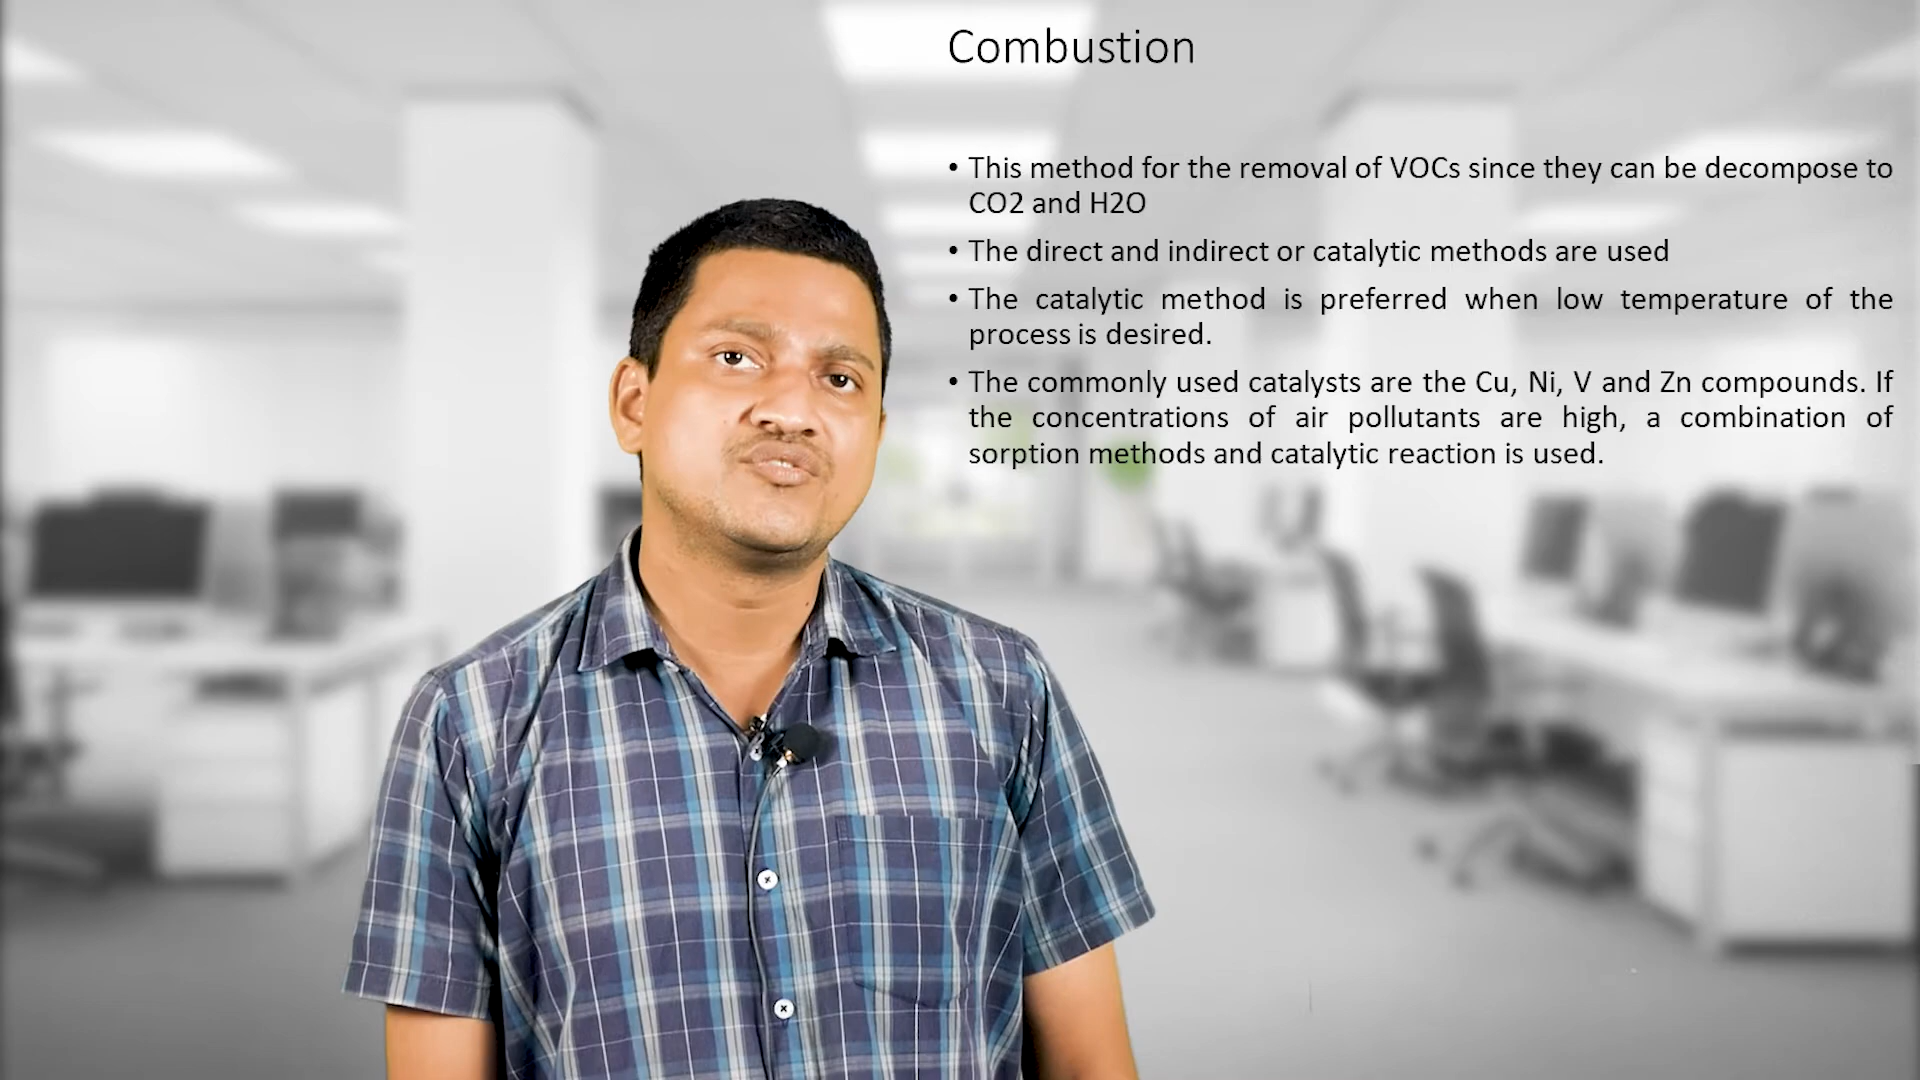 Combustion
• This method for the removal of VOCs since they can be decompose to
CO2 and H2O
• The direct and indirect or catalytic methods are used
• The catalytic method is preferred when low temperature of the
process is desired.
• The commonly used catalysts are the Cu, Ni, V and Zn compounds. If
the concentrations of air pollutants are high, a combination of
sorption methods and catalytic reaction is used.